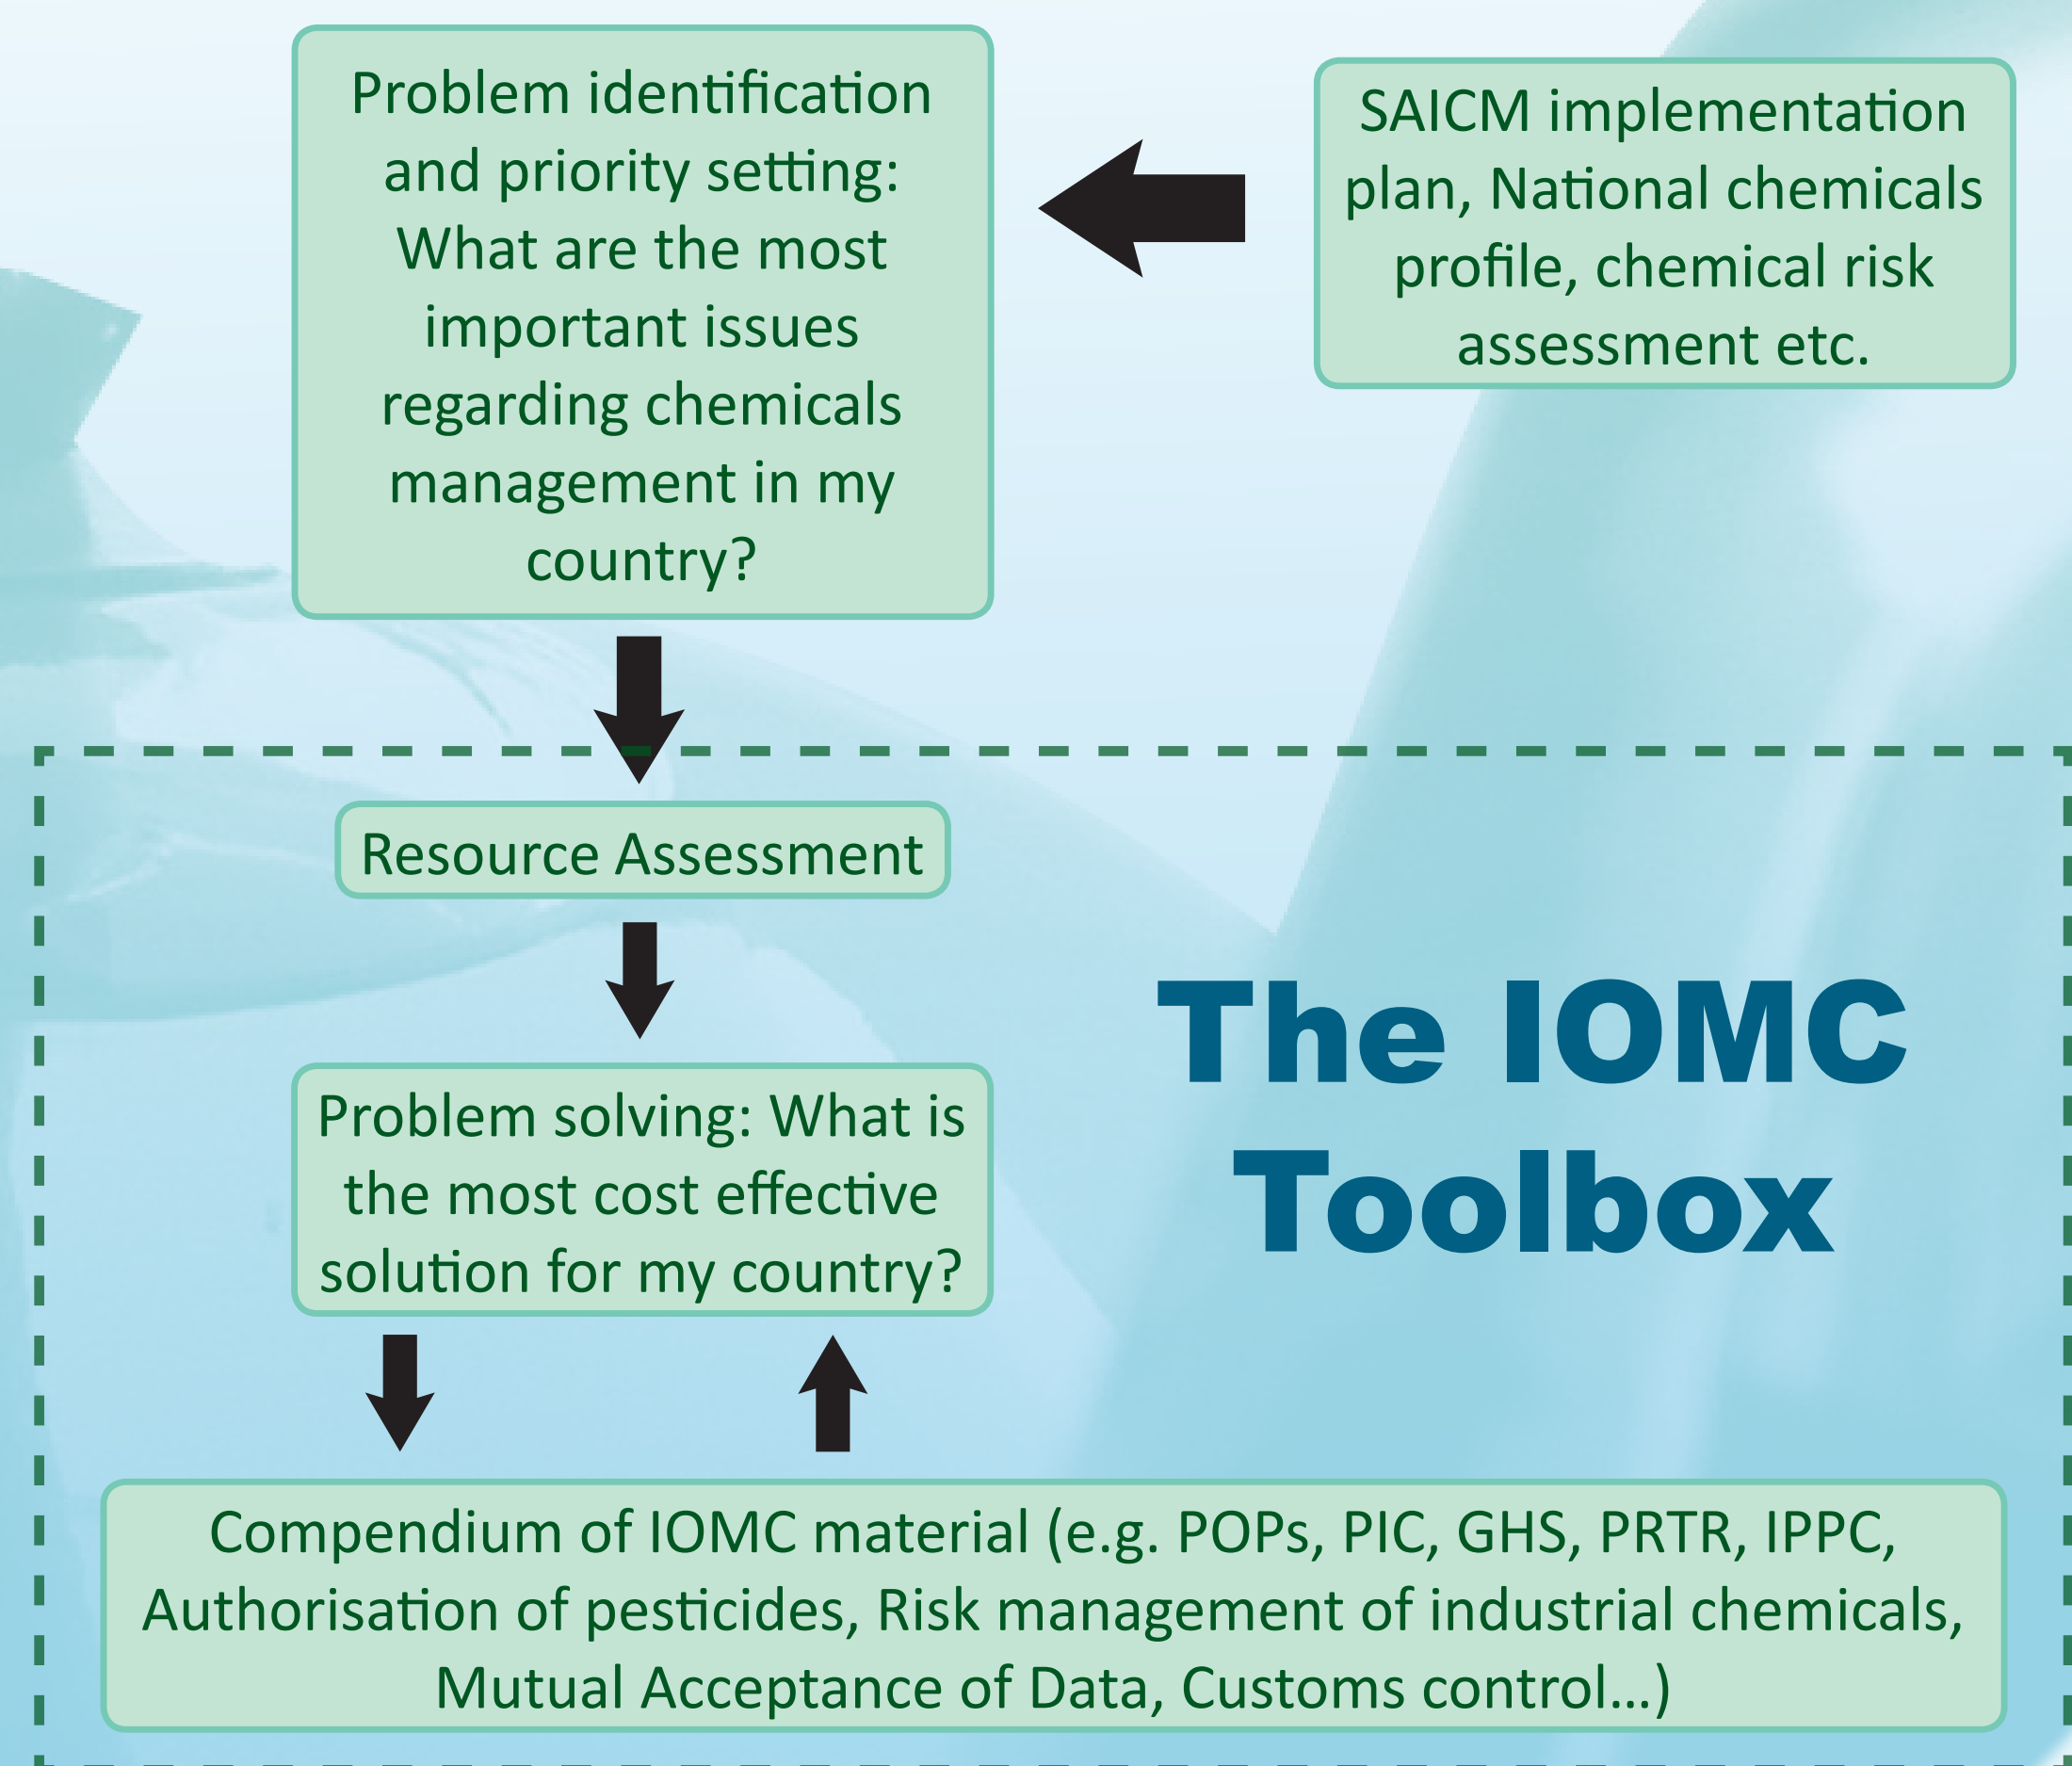 Problem identification
and priority setting:
What are the most
important issues
regarding chemicals
management in my
country?
SAICM implementation
plan, National chemicals
profile, chemical risk
assessment etc.
Resource Assessment
Problem solving: What is
the most cost effective
solution for my country?
The IOMC
Toolbox
Compendium of IOMC material (e.g. POPs, PIC, GHS, PRTR, IPPC,
Authorisation of pesticides, Risk management of industrial chemicals,
Mutual Acceptance of Data, Customs control...)